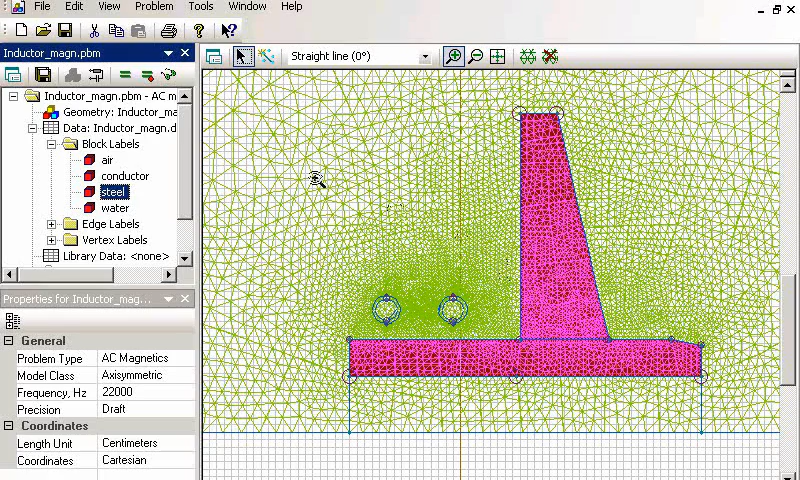 File Edit View Problem Tools Window Help
Inductor_magn.pbm
Straight line (0°)
Inductor_magn.pbm - AC m
Geometry: Inductor_ma
Data: Inductor_magn.d
Block Labels
air
conductor
steel
water
Edge Labels
Vertex Labels
Library Data: <none>
Properties for Inductor_mag...
General
Problem Type AC Magnetics
Model Class Axisymmetric
Frequency, Hz 22000
Precision Draft
Coordinates
Length Unit Centimeters
Coordinates Cartesian